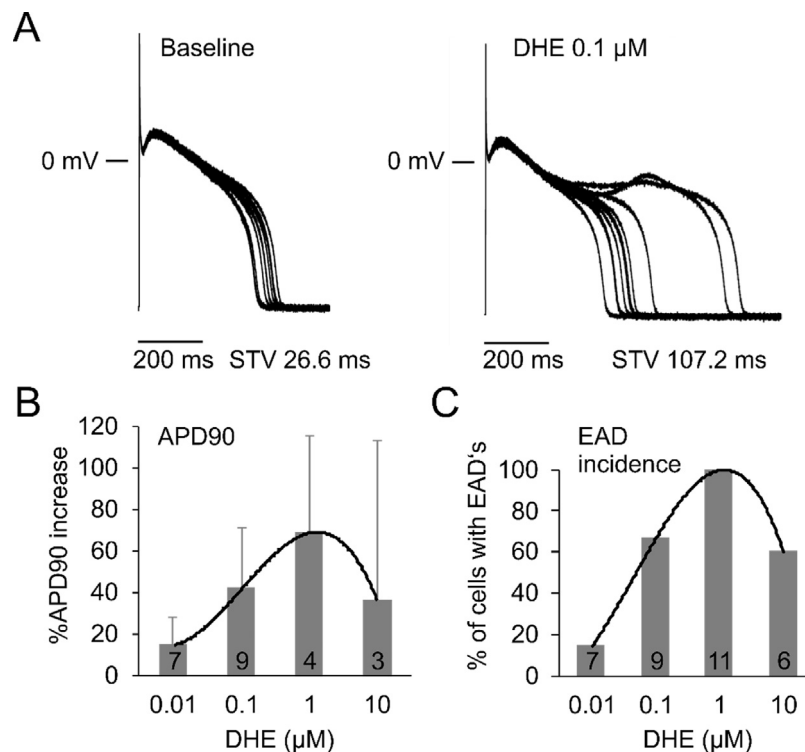 A
Baseline
DHE 0.1 µM
0 mV
0 mV
200 ms
STV 26.6 ms
200 ms
STV 107.2 ms
B
APD90
%APD90 increase
120
100
80
60
40
20
0
7
9
4
3
0.01
0.1
1
10
DHE (µM)
C
EAD‘s
incidence
% of cells with EAD‘s
100
80
60
40
20
0
7
9
11
6
0.01
0.1
1
10
DHE (µM)